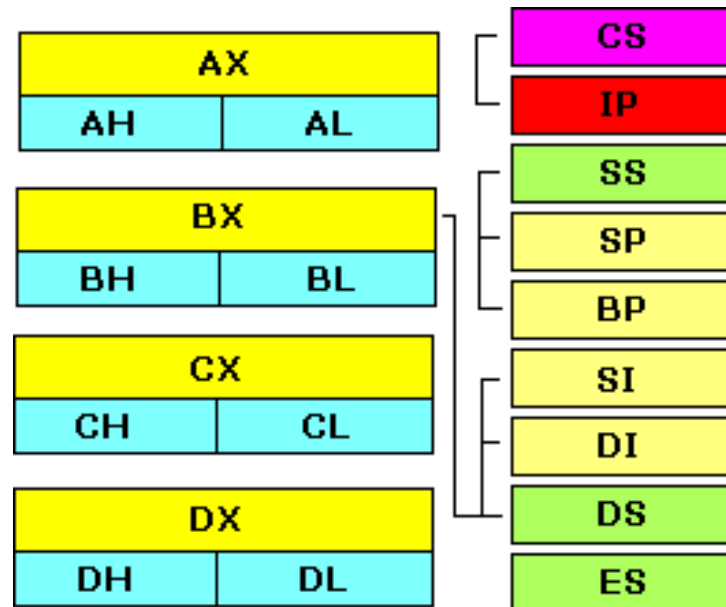 AX
AH AL
BX
BH BL
CX
CH CL
DX
DH DL
CS
IP
SS
SP
BP
SI
DI
DS
ES